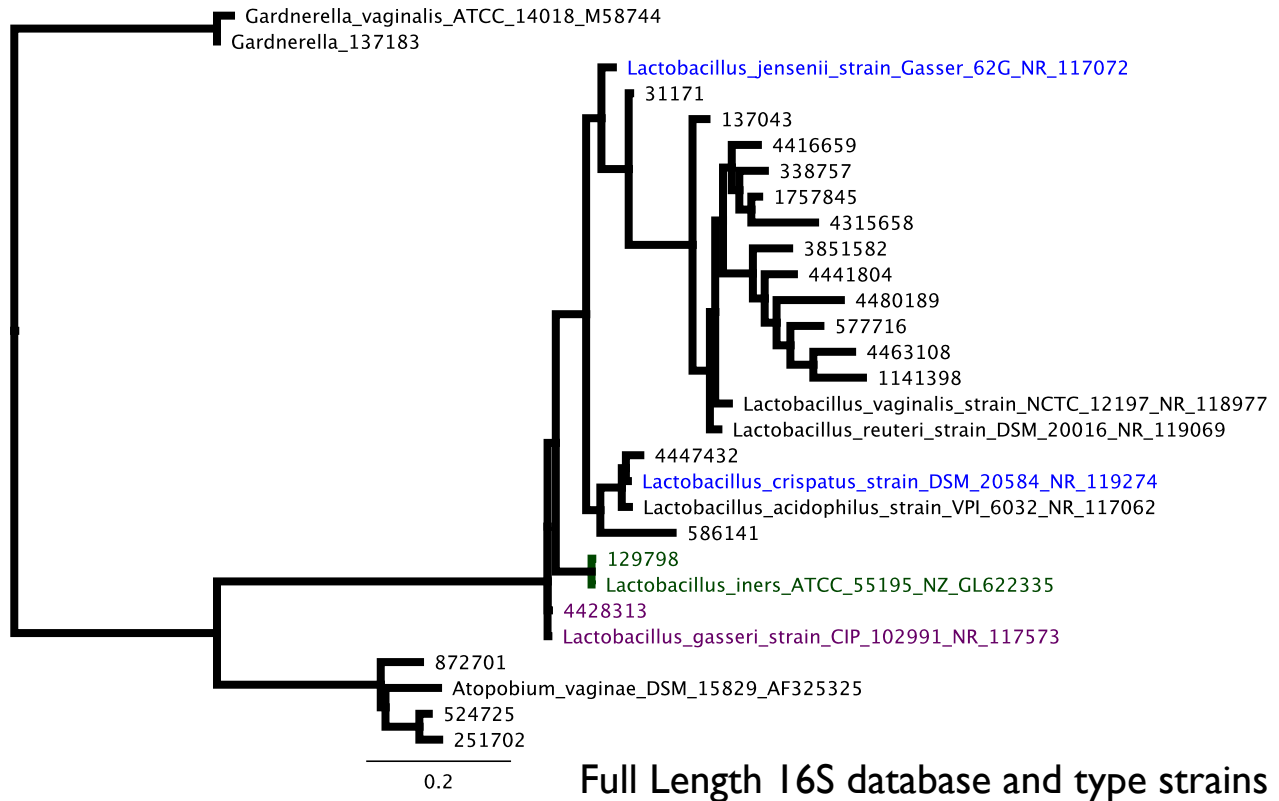 Gardnerella_vaginalis_ATCC_14018_M58744
Gardnerella_137183
Lactobacillus_jensenii_strain_Gasser_62G_NR_117072
31171
137043
4416659
338757
1757845
4315658
3851582
4441804
4480189
577716
4463108
1141398
Lactobacillus_vaginalis_strain_NCTC_12197_NR_118977
Lactobacillus_reuteri_strain_DSM_20016_NR_119069
4447432
Lactobacillus_crispatus_strain_DSM_20584_NR_119274
Lactobacillus_acidophilus_strain_VPI_6032_NR_117062
586141
129798
Lactobacillus_iners_ATCC_55195_NZ_GL622335
4428313
Lactobacillus_gasseri_strain_CIP_102991_NR_117573
872701
Atopobium_vaginae_DSM_15829_AF325325
524725
251702
0.2
Full Length 16S database and type strains